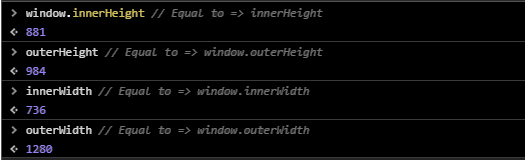 > window.innerHeight // Equal to => innerHeight
881
> outerHeight // Equal to => window.outerHeight
984
> innerWidth // Equal to => window.innerWidth
736
> outerWidth // Equal to => window.outerWidth
1280